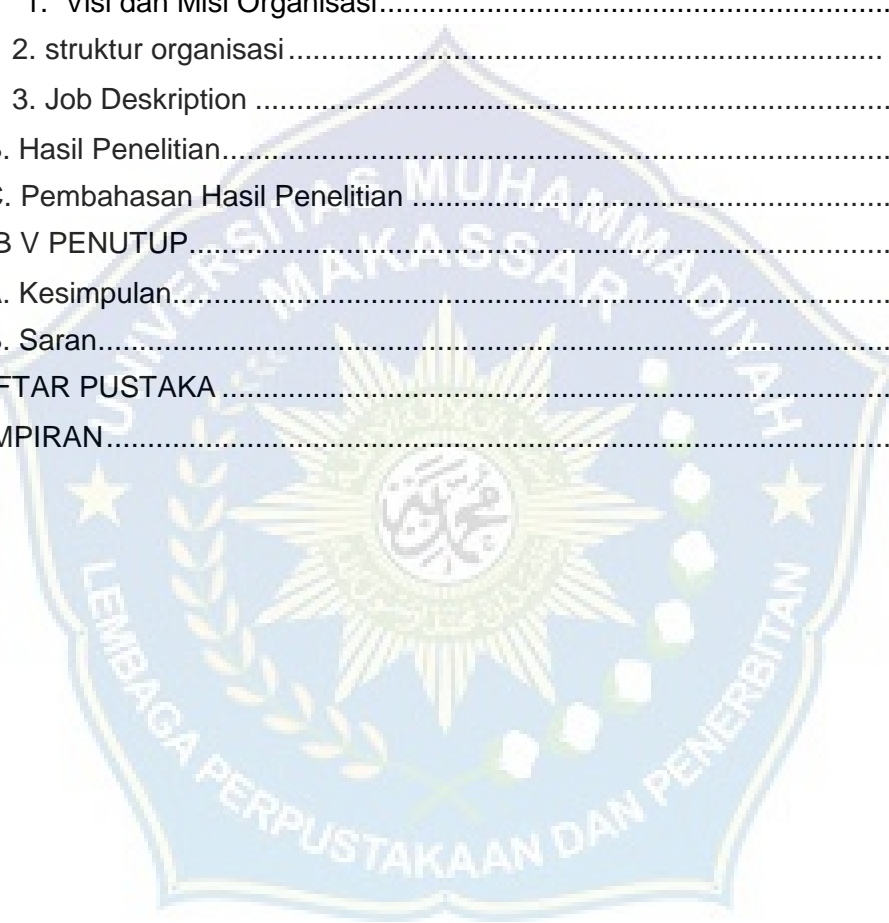 1. Visi dan Misi Organisasi................................................................
2. struktur organisasi........................................................................
3. Job Deskription .............................................................................
. Hasil Penelitian.................................................................................
C. Pembahasan Hasil Penelitian ..........................................................
B V PENUTUP.....................................................................................
. Kesimpulan.......................................................................................
. Saran................................................................................................
FTAR PUSTAKA .................................................................................
MPIRAN...............................................................................................
UNIVERSITAS MUHAMMADIYAH
MAKASSAR
محمد
LEMBAGA PERPUSTAKAAN DAN PENERBITAN